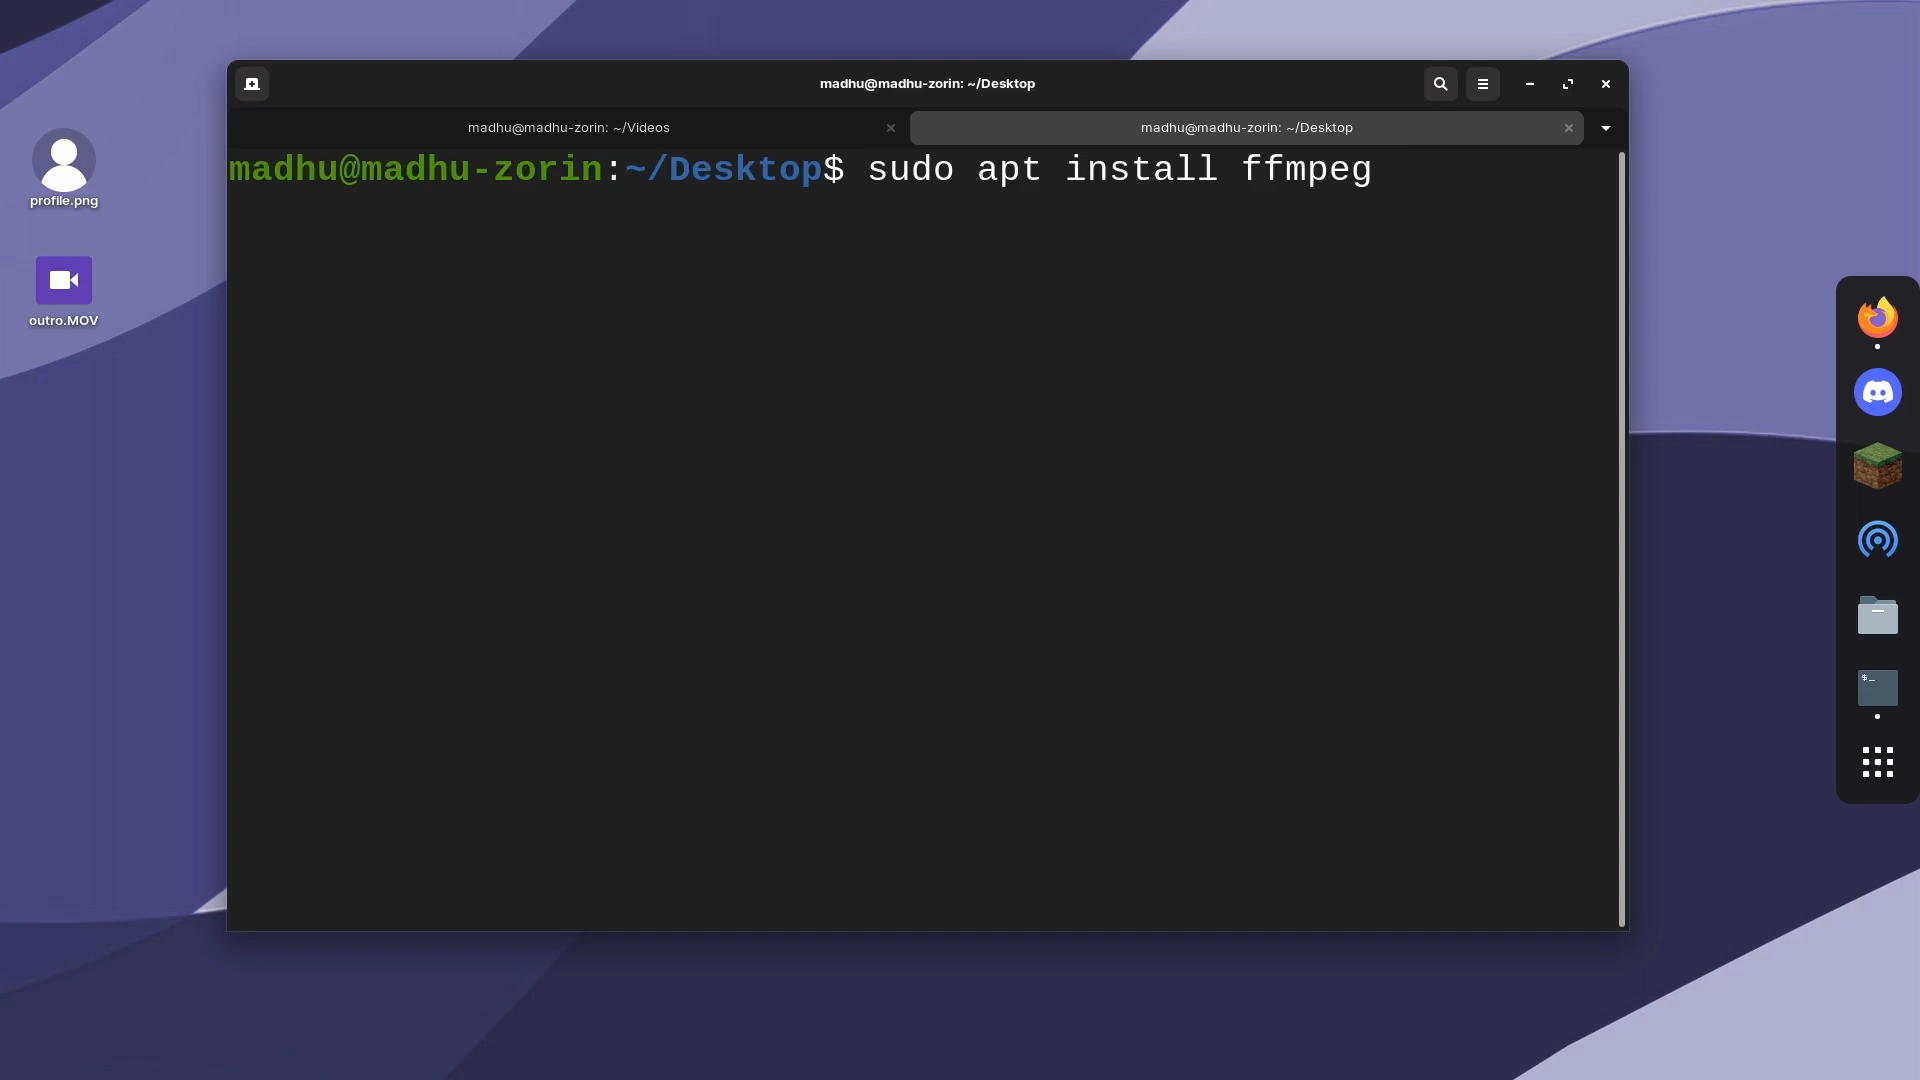 madhu@madhu-zorin: ~/Desktop
madhu@madhu-zorin: ~/Videos
madhu@madhu-zorin: ~/Desktop
madhu@madhu-zorin:~/Desktop$ sudo apt install ffmpeg
profile.png
outro.MOV
$_